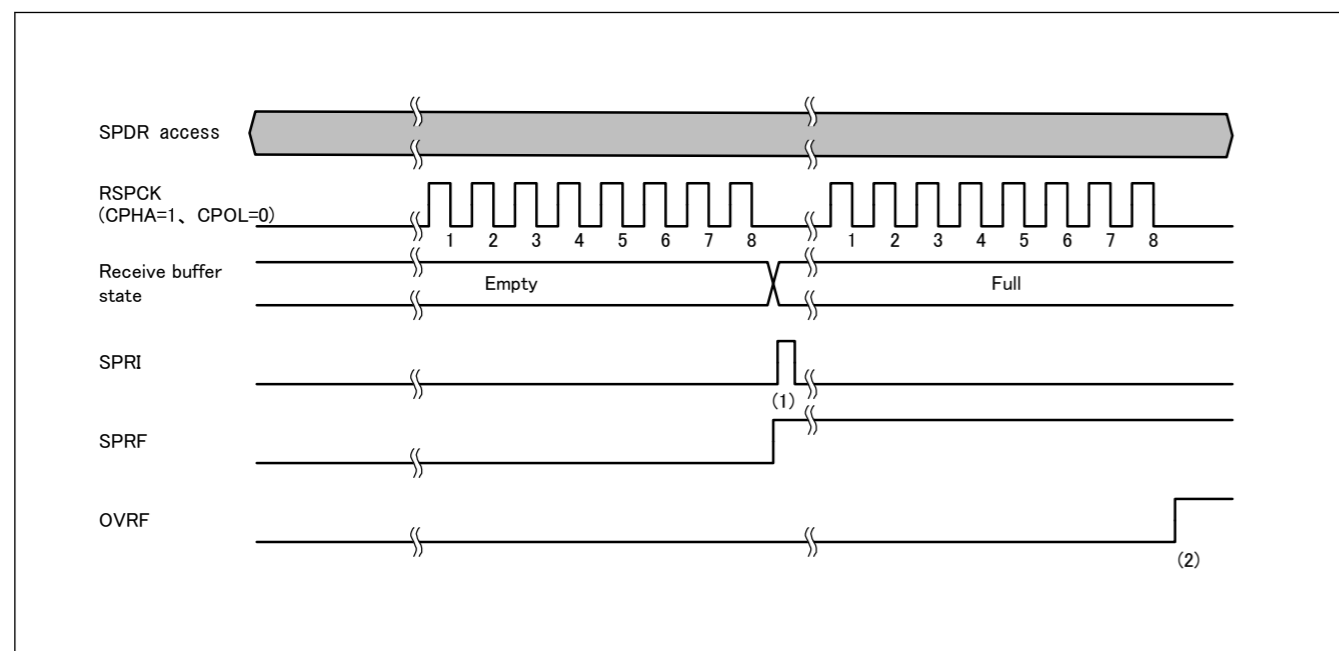 SPDR access
RSPCK
(CPHA=1、CPOL=0)
1 2 3 4 5 6 7 8 1 2 3 4 5 6 7 8
Receive buffer
state
Empty Full
SPRI
(1)
SPRF
OVRF
(2)